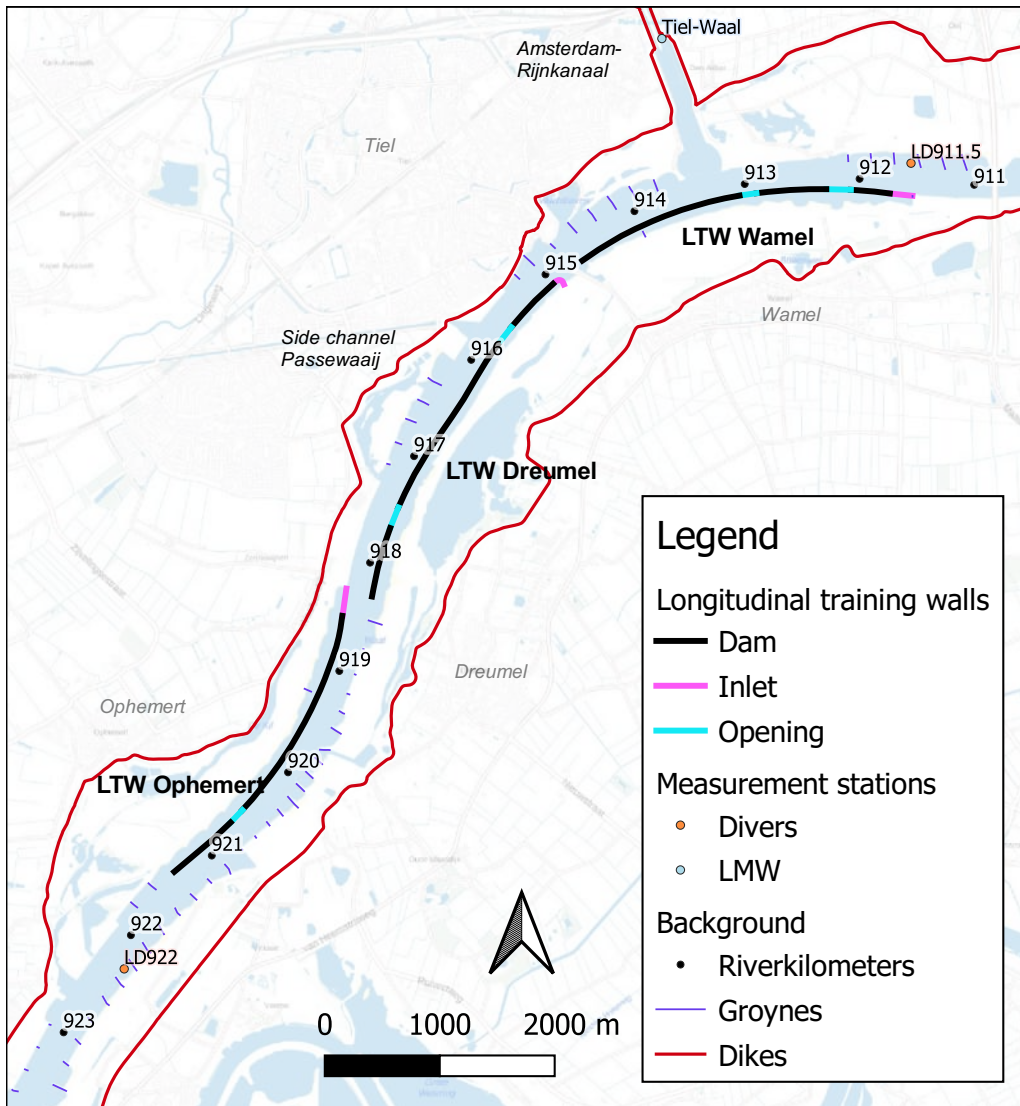 Tiel-Waal
Amsterdam-
Rijnkanaal
Tiel
LD911.5
913
912
911
914
LTW Wamel
915
Wamel
Side channel
Passewaaij
916
917
LTW Dreumel
918
919
Dreumel
Ophemert
920
LTW Ophemert
921
922
LD922
923
0
1000
2000 m
Legend
Longitudinal training walls
Dam
Inlet
Opening
Measurement stations
Divers
LMW
Background
Riverkilometers
Groynes
Dikes